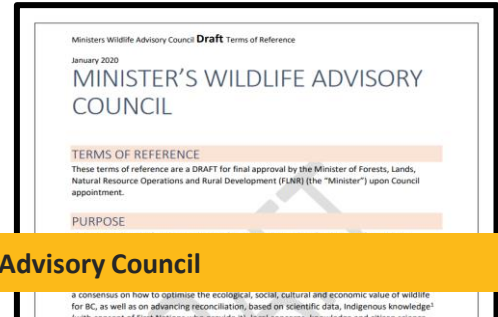 Ministers Wildlife Advisory Council Draft Terms of Reference
January 2020
MINISTER'S WILDLIFE ADVISORY
COUNCIL
TERMS OF REFERENCE
These terms of reference are a DRAFT for final approval by the Minister of Forests, Lands,
Natural Resource Operations and Rural Development (FLNR) (the "Minister") upon Council
appointment.
PURPOSE
Advisory Council
a consensus on how to optimise the ecological, social, cultural and economic value of wildlife
for BC, as well as on advancing reconciliation, based on scientific data, Indigenous knowledge¹